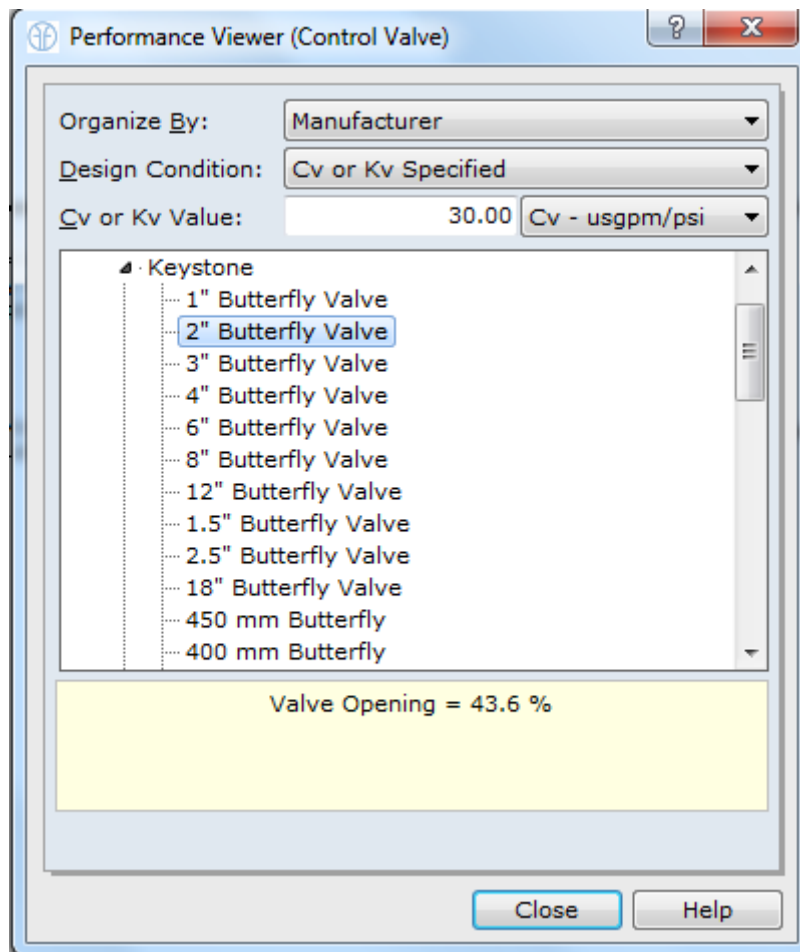 Performance Viewer (Control Valve)
Organize By: Manufacturer
Design Condition: Cv or Kv Specified
Cv or Kv Value: 30.00 Cv - usgpm/psi
Keystone
1" Butterfly Valve
2" Butterfly Valve
3" Butterfly Valve
4" Butterfly Valve
6" Butterfly Valve
8" Butterfly Valve
12" Butterfly Valve
1.5" Butterfly Valve
2.5" Butterfly Valve
18" Butterfly Valve
450 mm Butterfly
400 mm Butterfly
Valve Opening = 43.6 %
Close Help